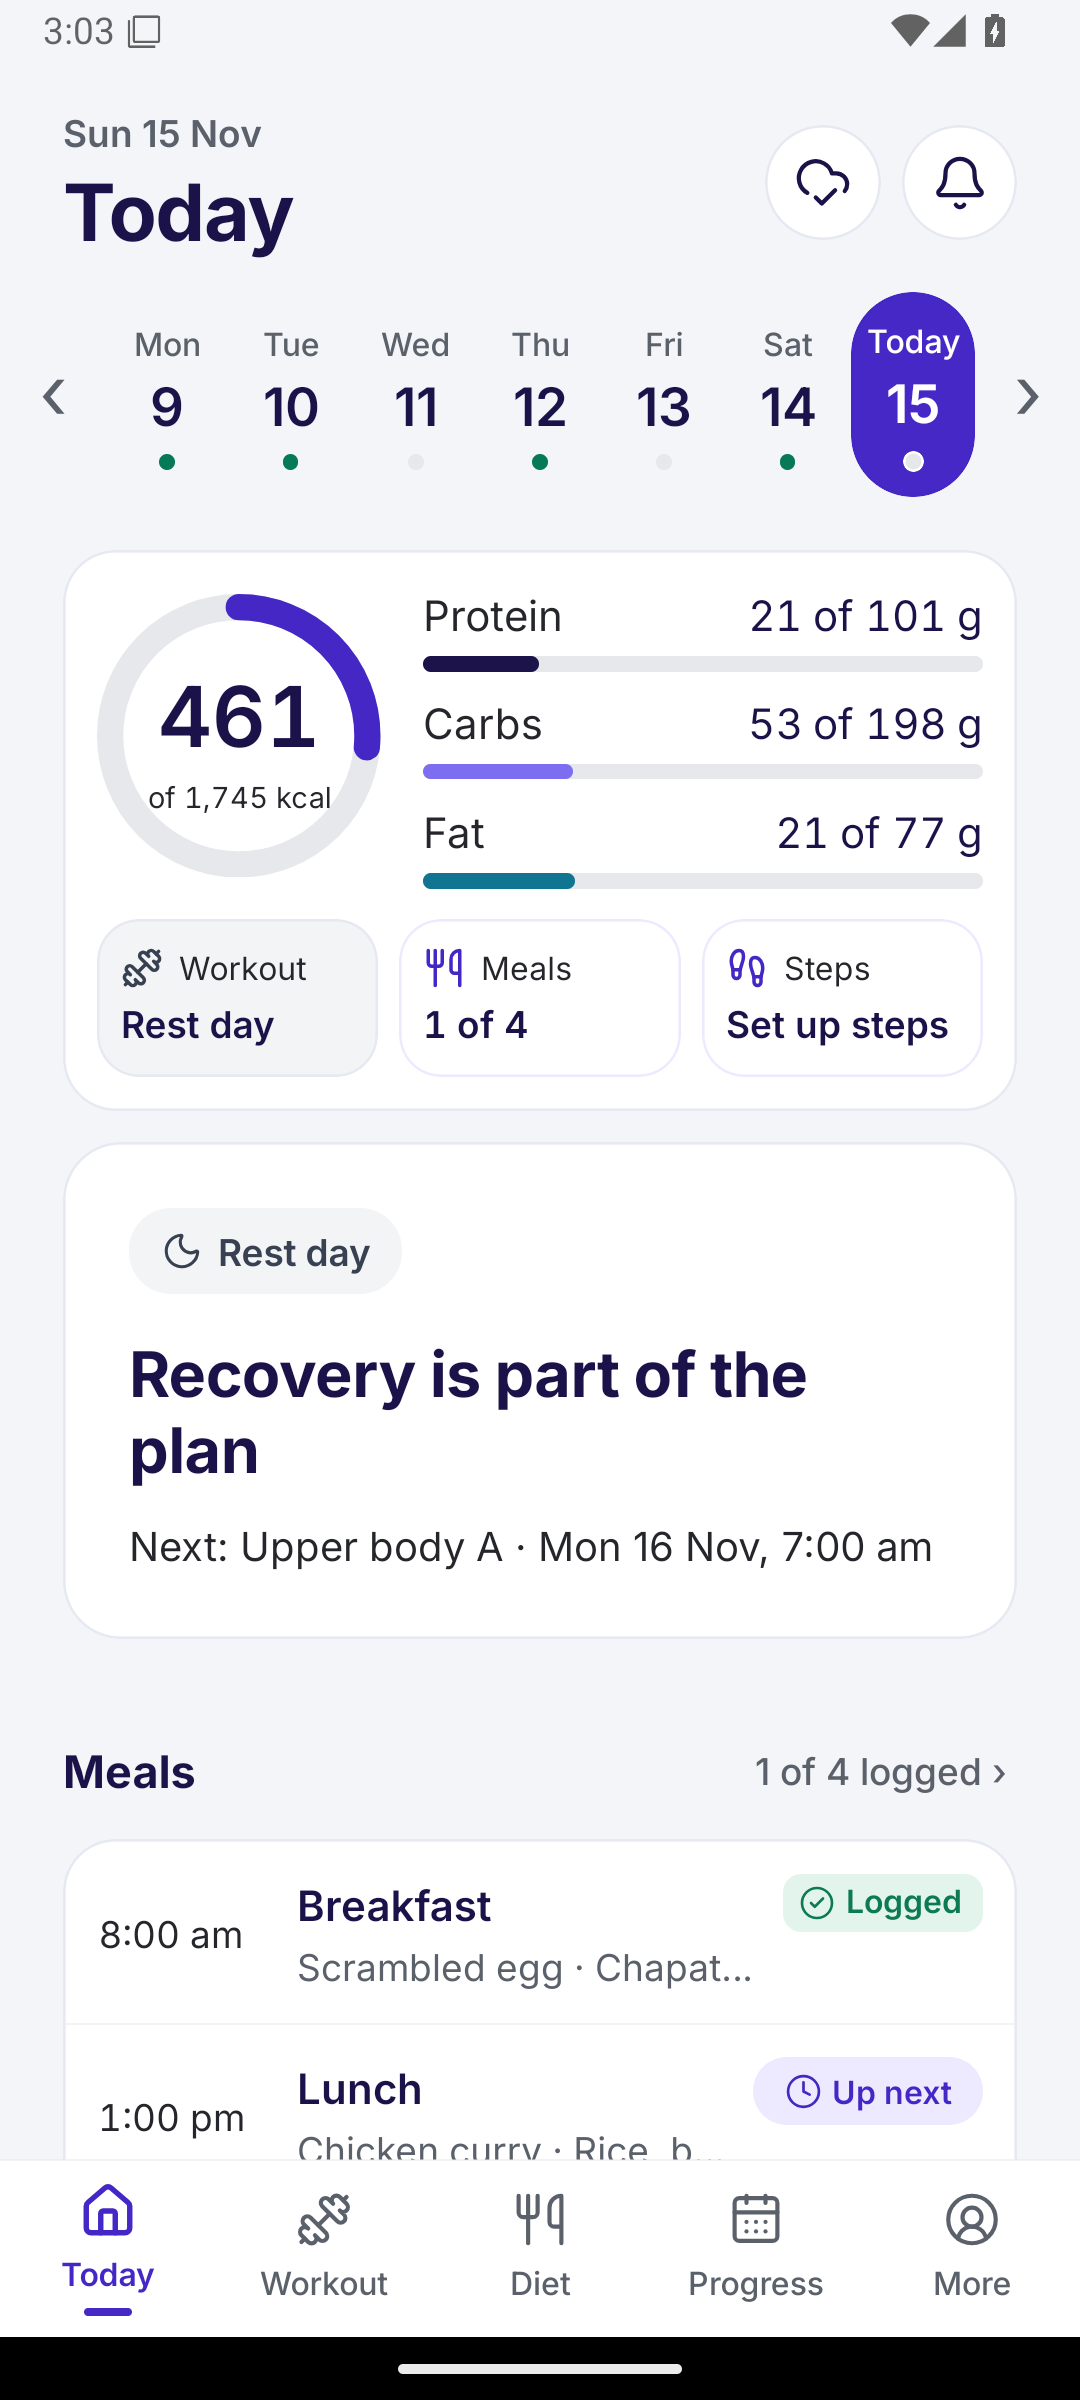 3:03
Sun 15 Nov
Today
Mon Tue Wed Thu Fri Sat Today
‹ 9 10 11 12 13 14 15 ›
461
of 1,745 kcal
Protein 21 of 101 g
Carbs 53 of 198 g
Fat 21 of 77 g
Workout
Rest day
Meals
1 of 4
Steps
Set up steps
Rest day
Recovery is part of the
plan
Next: Upper body A · Mon 16 Nov, 7:00 am
Meals 1 of 4 logged ›
8:00 am
Breakfast Logged
Scrambled egg · Chapat...
1:00 pm
Lunch Up next
Chicken curry · Rice, b...
Today Workout Diet Progress More